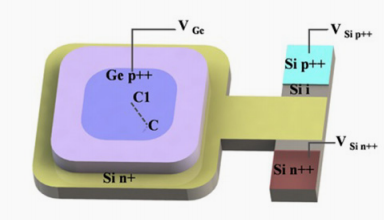 V Ge
V Si p++
Ge p++
Si p++
C1
Si i
C
V Si n++
Si n+
Si n++